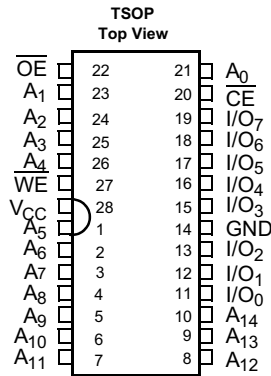 TSOP
Top View
OE 22 21 A0
A1 23 20 CE
A2 24 19 I/O7
A3 25 18 I/O6
A4 26 17 I/O5
WE 27 16 I/O4
VCC 28 15 I/O3
A5 1 14 GND
A6 2 13 I/O2
A7 3 12 I/O1
A8 4 11 I/O0
A9 5 10 A14
A10 6 9 A13
A11 7 8 A12